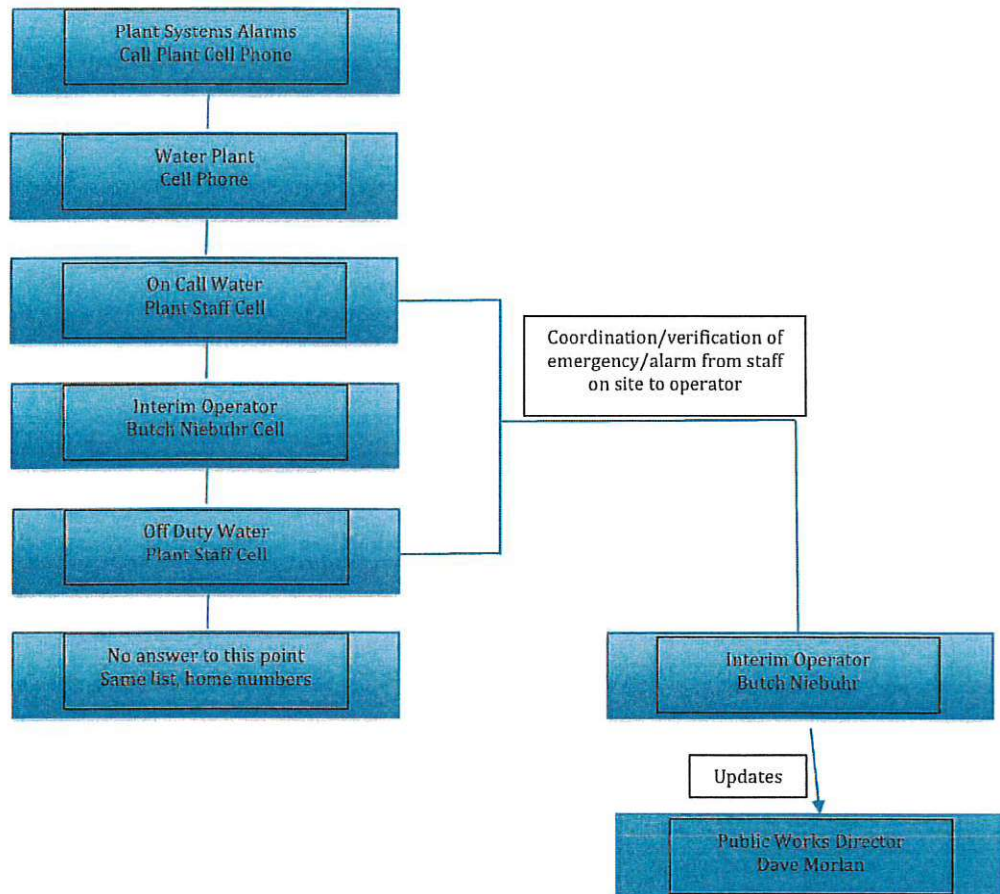 Plant Systems Alarms
Call Plant Cell Phone
Water Plant
Cell Phone
On Call Water
Plant Staff Cell
Interim Operator
Butch Niebuhr Cell
Off Duty Water
Plant Staff Cell
No answer to this point
Same list, home numbers
Coordination/verification of
emergency/alarm from staff
on site to operator
Interim Operator
Butch Niebuhr
Updates
Public Works Director
Dave Morlan